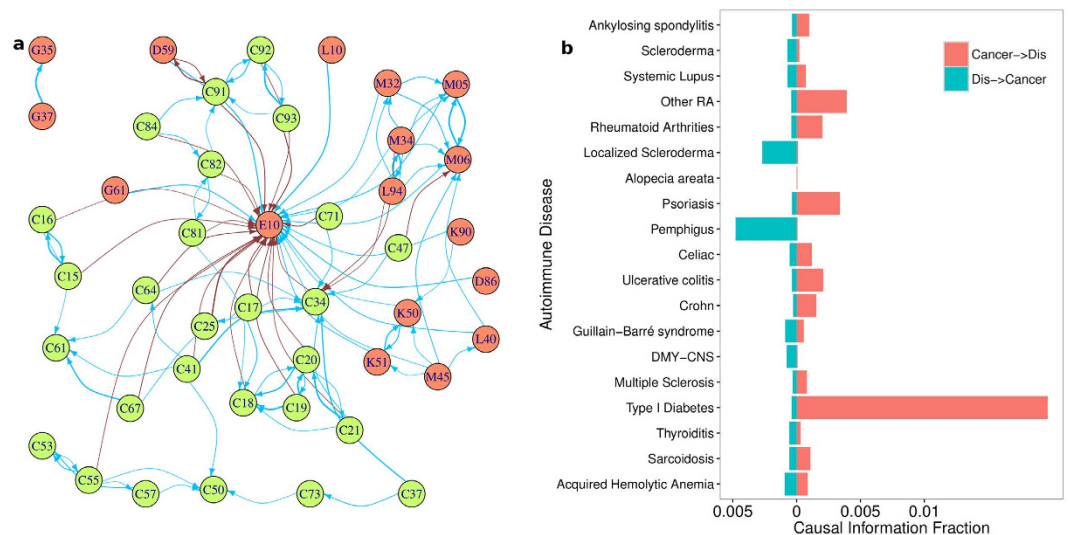 a
G35
D59
C92
L10
M32
M05
C91
G37
C84
C93
M34
M06
C82
G61
L94
C16
E10
C71
C81
K90
C47
C15
D86
C64
C17
C34
C25
K50
C61
L40
C41
C20
K51
M45
C67
C18
C19
C21
C53
C55
C57
C50
C73
C37
b
Autoimmune Disease
Ankylosing spondylitis
Scleroderma
Systemic Lupus
Other RA
Rheumatoid Arthrities
Localized Scleroderma
Alopecia areata
Psoriasis
Pemphigus
Celiac
Ulcerative colitis
Crohn
Guillain−Barré syndrome
DMY−CNS
Multiple Sclerosis
Type I Diabetes
Thyroiditis
Sarcoidosis
Acquired Hemolytic Anemia
Cancer−>Dis
Dis−>Cancer
0.005 0 0.005 0.01
Causal Information Fraction